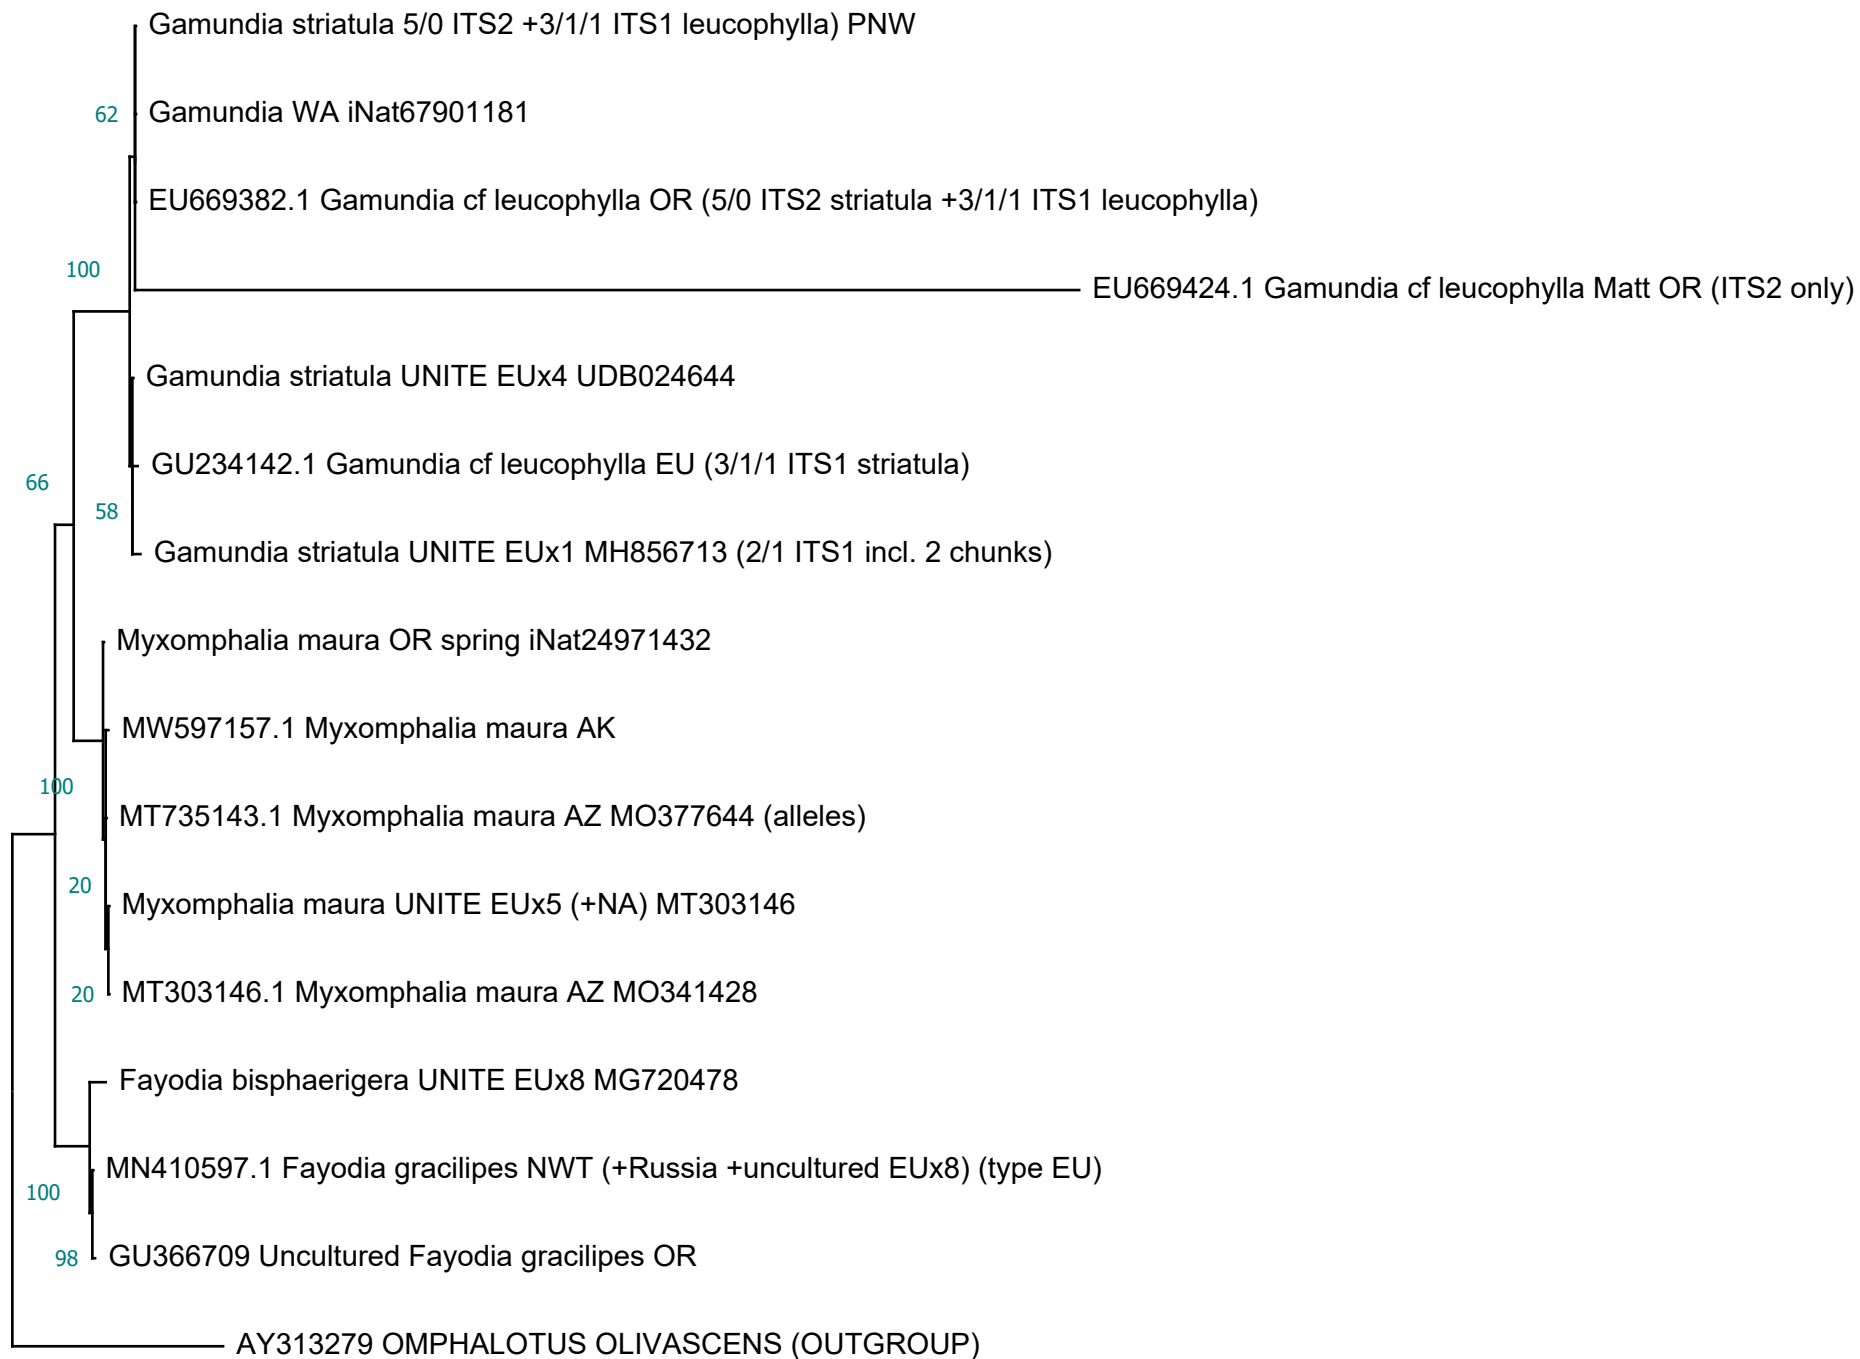 Gamundia striatula 5/0 ITS2 +3/1/1 ITS1 leucophylla) PNW
62
Gamundia WA iNat67901181
EU669382.1 Gamundia cf leucophylla OR (5/0 ITS2 striatula +3/1/1 ITS1 leucophylla)
100
EU669424.1 Gamundia cf leucophylla Matt OR (ITS2 only)
Gamundia striatula UNITE EUx4 UDB024644
GU234142.1 Gamundia cf leucophylla EU (3/1/1 ITS1 striatula)
66
58
Gamundia striatula UNITE EUx1 MH856713 (2/1 ITS1 incl. 2 chunks)
Myxomphalia maura OR spring iNat24971432
MW597157.1 Myxomphalia maura AK
100
MT735143.1 Myxomphalia maura AZ MO377644 (alleles)
20
Myxomphalia maura UNITE EUx5 (+NA) MT303146
20
MT303146.1 Myxomphalia maura AZ MO341428
Fayodia bisphaerigera UNITE EUx8 MG720478
MN410597.1 Fayodia gracilipes NWT (+Russia +uncultured EUx8) (type EU)
100
98
GU366709 Uncultured Fayodia gracilipes OR
AY313279 OMPHALOTUS OLIVASCENS (OUTGROUP)